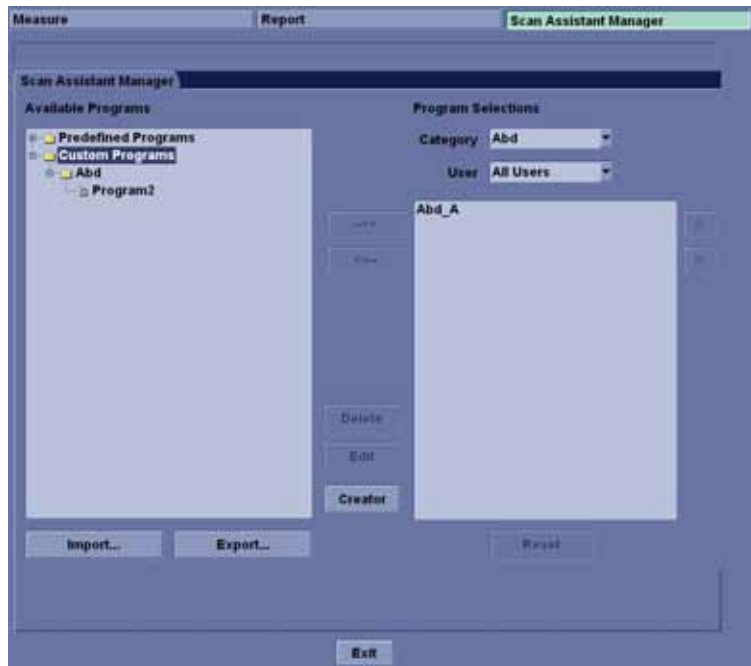 Measure
Report
Scan Assistant Manager
Scan Assistant Manager
Available Programs
Predefined Programs
Custom Programs
Abd
Program2
Import...
Export...
Delete
Edit
Creator
Program Selections
Category Abd
User All Users
Abd_A
Reset
Exit